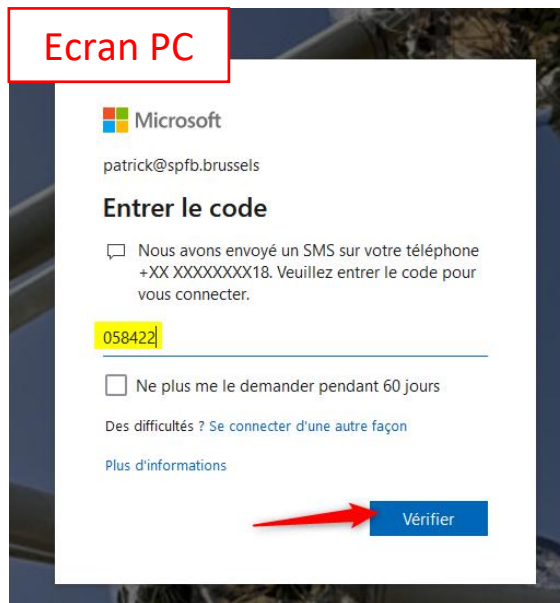 Ecran PC
Microsoft
patrick@spfb.brussels
Entrer le code
Nous avons envoyé un SMS sur votre téléphone
+XX XXXXXXXX18. Veuillez entrer le code pour
vous connecter.
058422
Ne plus me le demander pendant 60 jours
Des difficultés ? Se connecter d'une autre façon
Plus d'informations
Vérifier